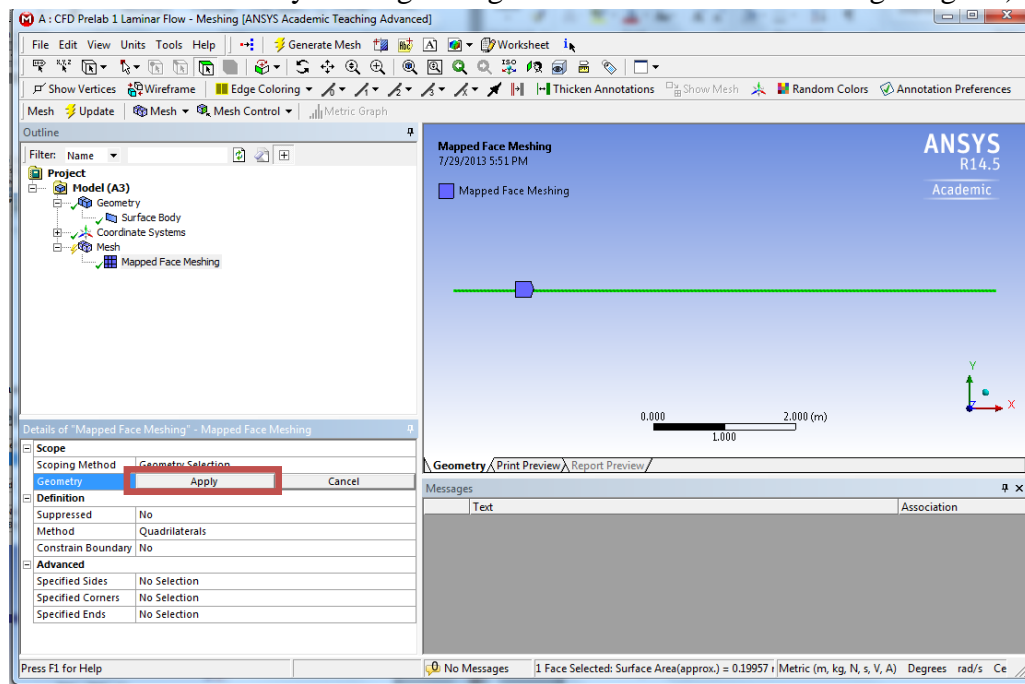 A : CFD Prelab 1 Laminar Flow - Meshing [ANSYS Academic Teaching Advanced]
File Edit View Units Tools Help Generate Mesh Worksheet
Show Vertices Wireframe Edge Coloring Thicken Annotations Show Mesh Random Colors Annotation Preferences
Mesh Update Mesh Mesh Control Metric Graph
Outline
Filter: Name
Project
Model (A3)
Geometry
Surface Body
Coordinate Systems
Mesh
Mapped Face Meshing
Mapped Face Meshing
7/29/2013 5:51 PM
Mapped Face Meshing
ANSYS
R14.5
Academic
Y
X
Z
0.000 2.000 (m)
1.000
Geometry Print Preview Report Preview
Details of "Mapped Face Meshing" - Mapped Face Meshing
Scope
Scoping Method Geometry Selection
Geometry Apply Cancel
Definition
Suppressed No
Method Quadrilaterals
Constrain Boundary No
Advanced
Specified Sides No Selection
Specified Corners No Selection
Specified Ends No Selection
Messages
Text Association
Press F1 for Help
No Messages 1 Face Selected: Surface Area(approx.) = 0.19957 Metric (m, kg, N, s, V, A) Degrees rad/s Ce